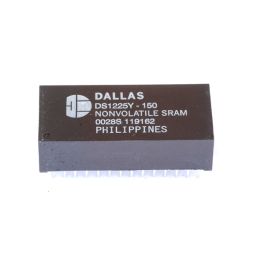 DALLAS
DS1225Y-150
NONVOLATILE SRAM
0028S 119162
PHILIPPINES